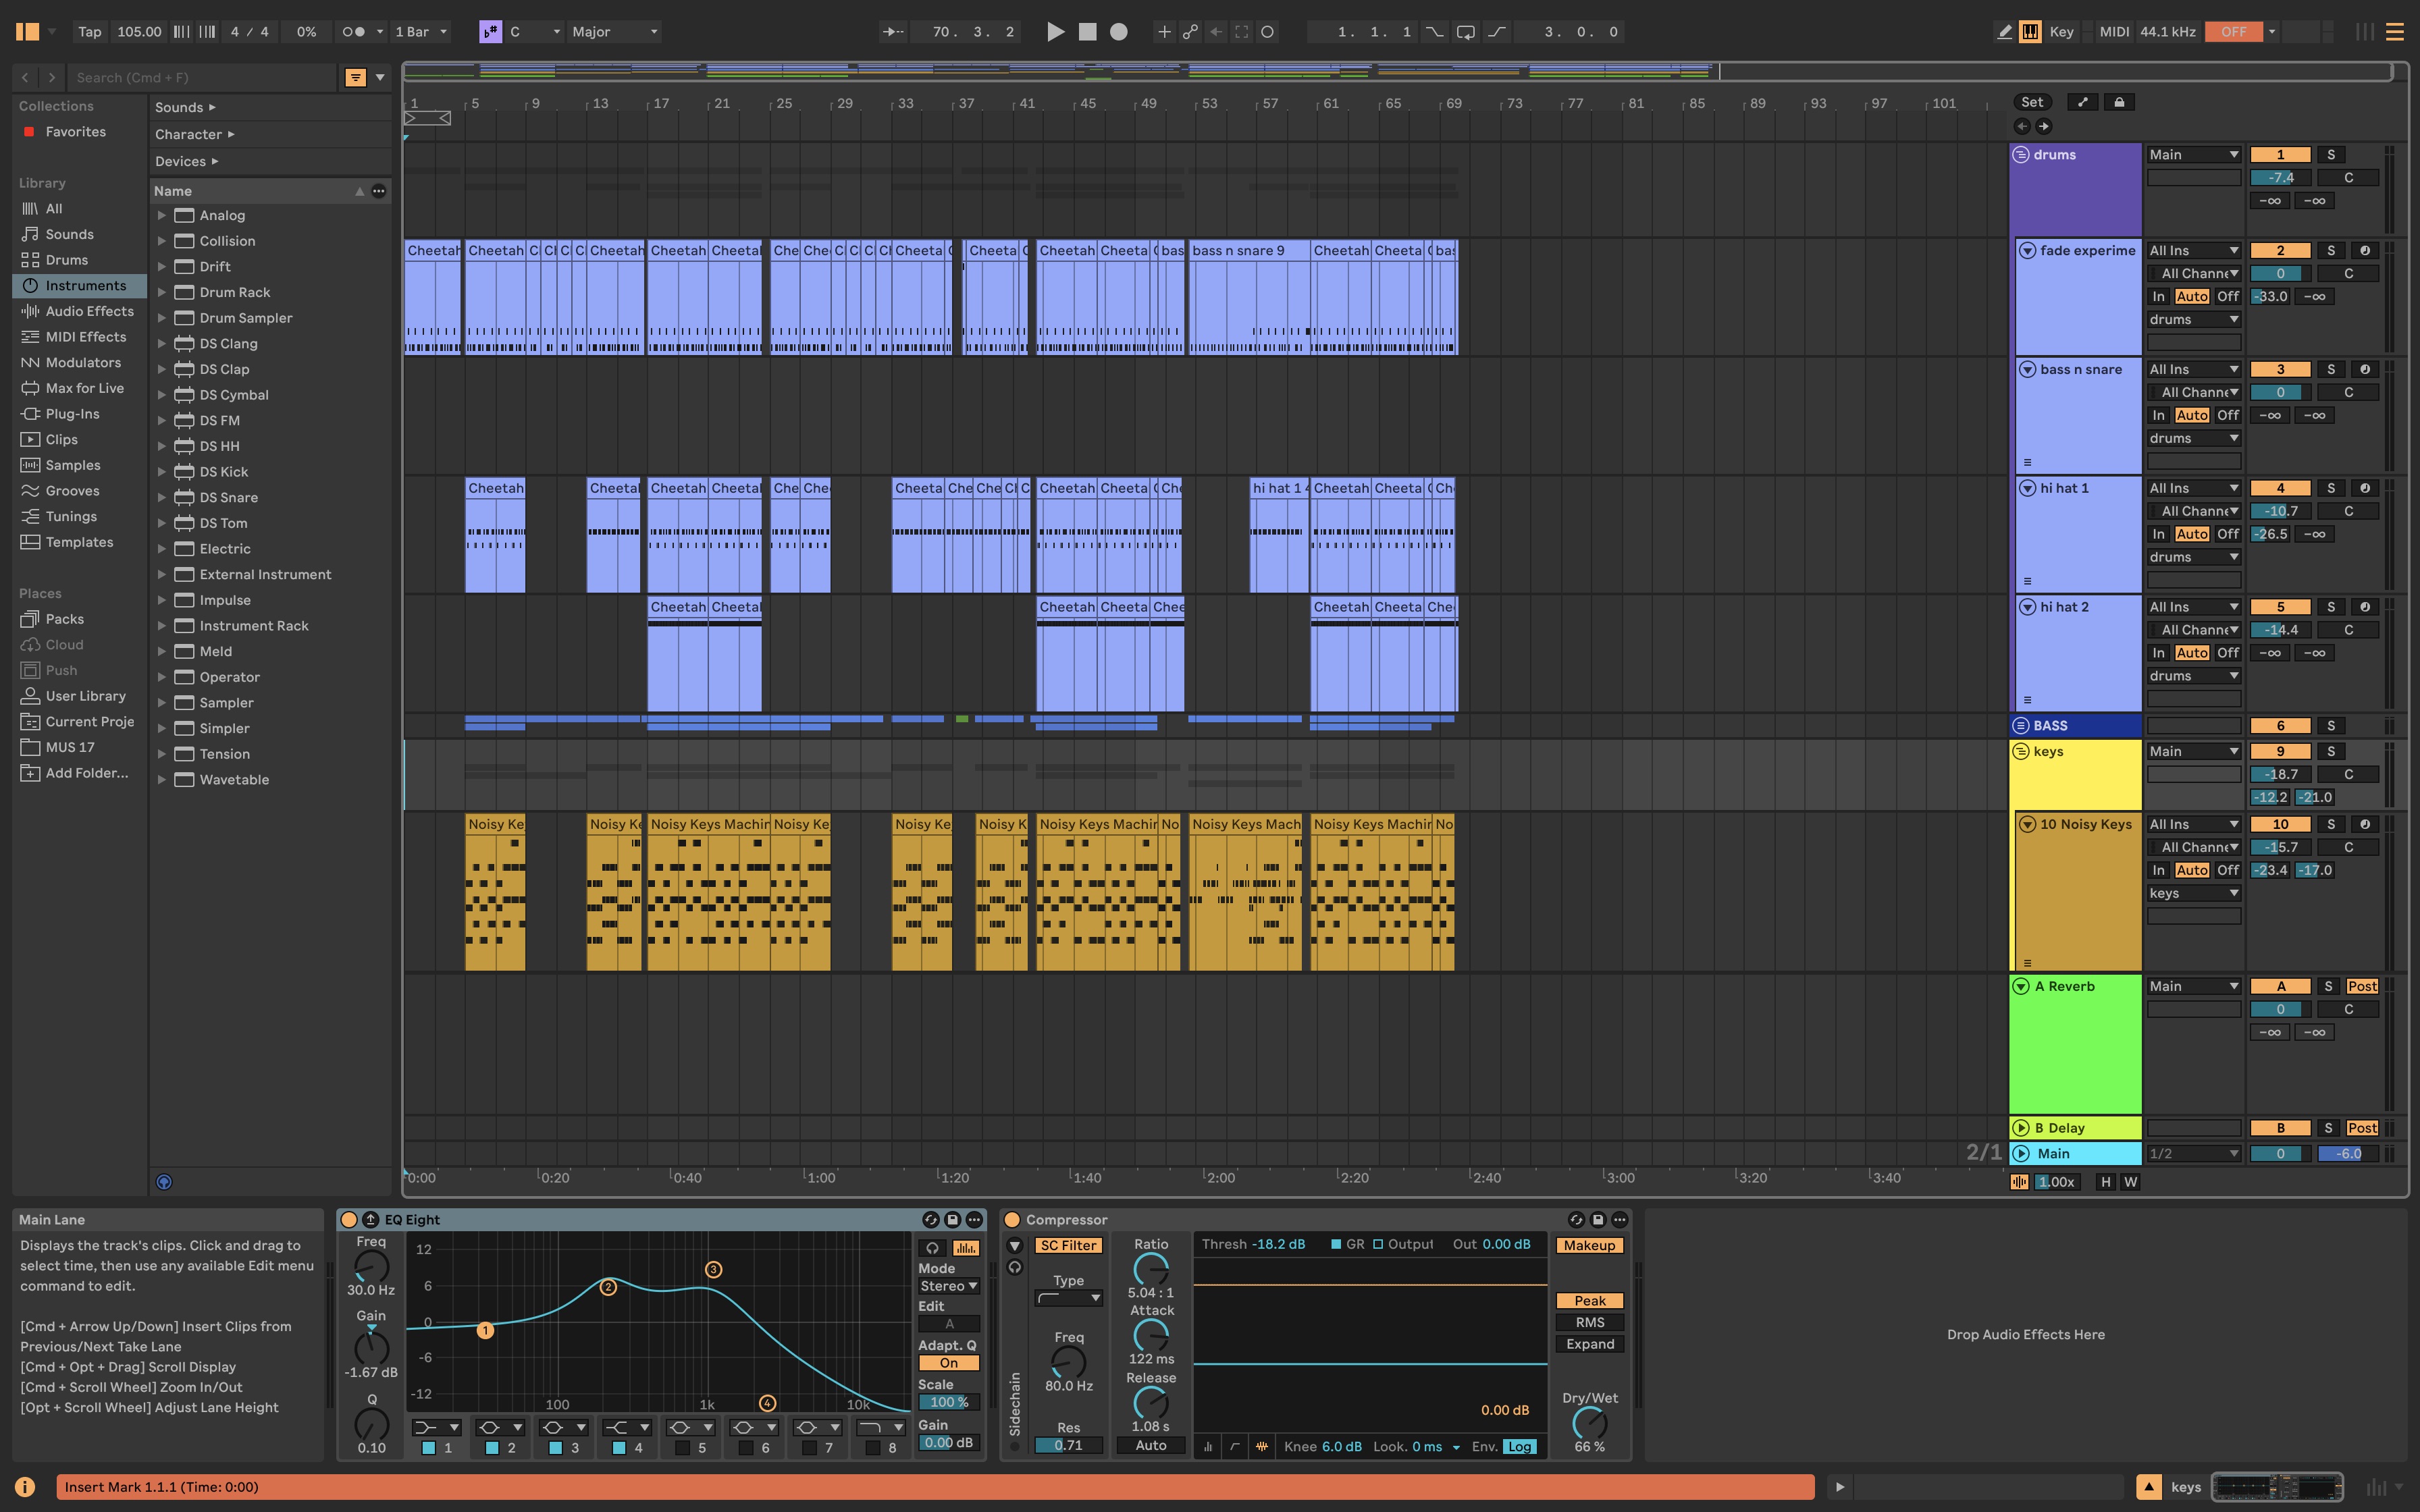 Tap 105.00 4 / 4 0% 1 Bar C Major 70. 3. 2 1. 1. 1 3. 0. 0 Key MIDI 44.1 kHz OFF
Search (Cmd + F)
Collections
Favorites
Library
All
Sounds
Drums
Instruments
Audio Effects
MIDI Effects
Modulators
Max for Live
Plug-Ins
Clips
Samples
Grooves
Tunings
Templates
Places
Packs
Cloud
Push
User Library
Current Proje
MUS 17
Add Folder...
Sounds
Character
Devices
Name
Analog
Collision
Drift
Drum Rack
Drum Sampler
DS Clang
DS Clap
DS Cymbal
DS FM
DS HH
DS Kick
DS Snare
DS Tom
Electric
External Instrument
Impulse
Instrument Rack
Meld
Operator
Sampler
Simpler
Tension
Wavetable
1 5 9 13 17 21 25 29 33 37 41 45 49 53 57 61 65 69 73 77 81 85 89 93 97 101
Set
Cheetah Cheetah C Cl C C Cheetah Cheetah Cheetal Che Che C C C Cl Cheeta C Cheeta C Cheetah Cheetah C bas bass n snare 9 Cheetah Cheeta C bas
Cheetah Cheetal Cheetah Cheetal Che Che Cheeta Che Che Cl C Cheetah Cheeta C Che hi hat 1 4 Cheetah Cheeta C Che
Cheetah Cheetal Cheetah Cheeta Chee Cheetah Cheeta Che
Noisy Ke Noisy Ke Noisy Keys Machir Noisy Ke Noisy Ke Noisy K Noisy Keys Machir No Noisy Keys Mach Noisy Keys Machir No
drums Main 1 S
-7.4 C
-∞ -∞
fade experime All Ins 2 S
All Channe 0 C
In Auto Off -33.0 -∞
drums
bass n snare All Ins 3 S
All Channe 0 C
In Auto Off -∞ -∞
drums
hi hat 1 All Ins 4 S
All Channe -10.7 C
In Auto Off -26.5 -∞
drums
hi hat 2 All Ins 5 S
All Channe -14.4 C
In Auto Off -∞ -∞
drums
BASS 6 S
keys Main 9 S
-18.7 C
-12.2 -21.0
10 Noisy Keys All Ins 10 S
All Channe -15.7 C
In Auto Off -23.4 -17.0
keys
A Reverb Main A S Post
0 C
-∞ -∞
B Delay B S Post
2/1 Main 1/2 0 -6.0
0:00 0:20 0:40 1:00 1:20 1:40 2:00 2:20 2:40 3:00 3:20 3:40
1.00x H W
Main Lane
Displays the track's clips. Click and drag to
select time, then use any available Edit menu
command to edit.
[Cmd + Arrow Up/Down] Insert Clips from
Previous/Next Take Lane
[Cmd + Opt + Drag] Scroll Display
[Cmd + Scroll Wheel] Zoom In/Out
[Opt + Scroll Wheel] Adjust Lane Height
EQ Eight
Freq
30.0 Hz
Gain
-1.67 dB
Q
0.10
12
6
0
-6
-12
100 1k 10k
1 2 3 4
1 2 3 4 5 6 7 8
Mode
Stereo
Edit
A
Adapt. Q
On
Scale
100 %
Gain
0.00 dB
Compressor
Sidechain
SC Filter
Type
Freq
80.0 Hz
Res
0.71
Ratio
5.04 : 1
Attack
122 ms
Release
1.08 s
Auto
Thresh -18.2 dB GR Output Out 0.00 dB
0.00 dB
Knee 6.0 dB Look. 0 ms Env. Log
Makeup
Peak
RMS
Expand
Dry/Wet
66 %
Drop Audio Effects Here
Insert Mark 1.1.1 (Time: 0:00)
keys